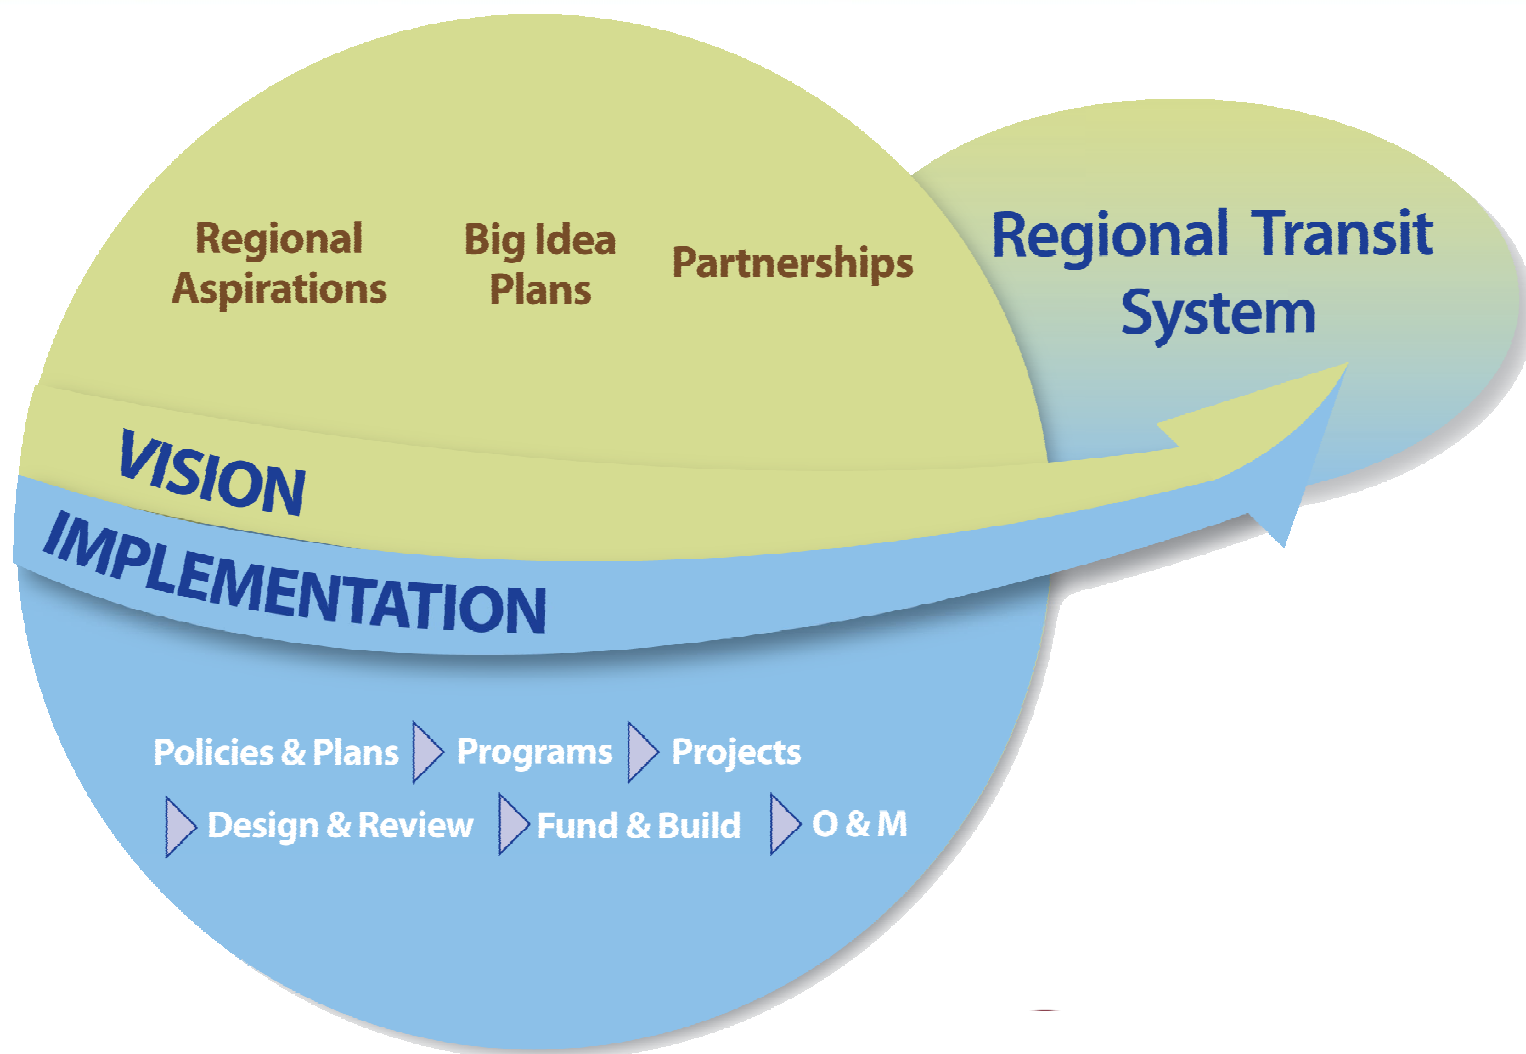 Regional
Aspirations
Big Idea
Plans
Partnerships
Regional Transit
System
VISION
IMPLEMENTATION
Policies & Plans Programs Projects
Design & Review Fund & Build O & M